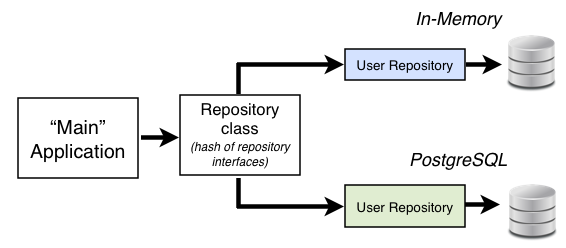 In-Memory
User Repository
“Main”
Application
Repository
class
(hash of repository
interfaces)
PostgreSQL
User Repository